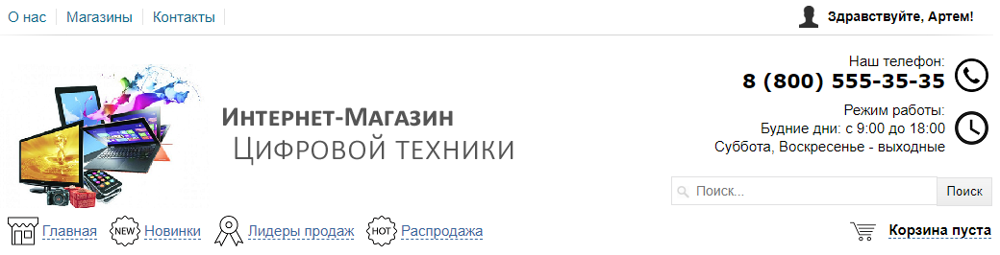 О нас Магазины Контакты Здравствуйте, Артем!
Наш телефон:
8 (800) 555-35-35
Интернет-Магазин
Цифровой техники
Режим работы:
Будние дни: с 9:00 до 18:00
Суббота, Воскресенье - выходные
Поиск... Поиск
Главная NEW Новинки Лидеры продаж HOT Распродажа Корзина пуста